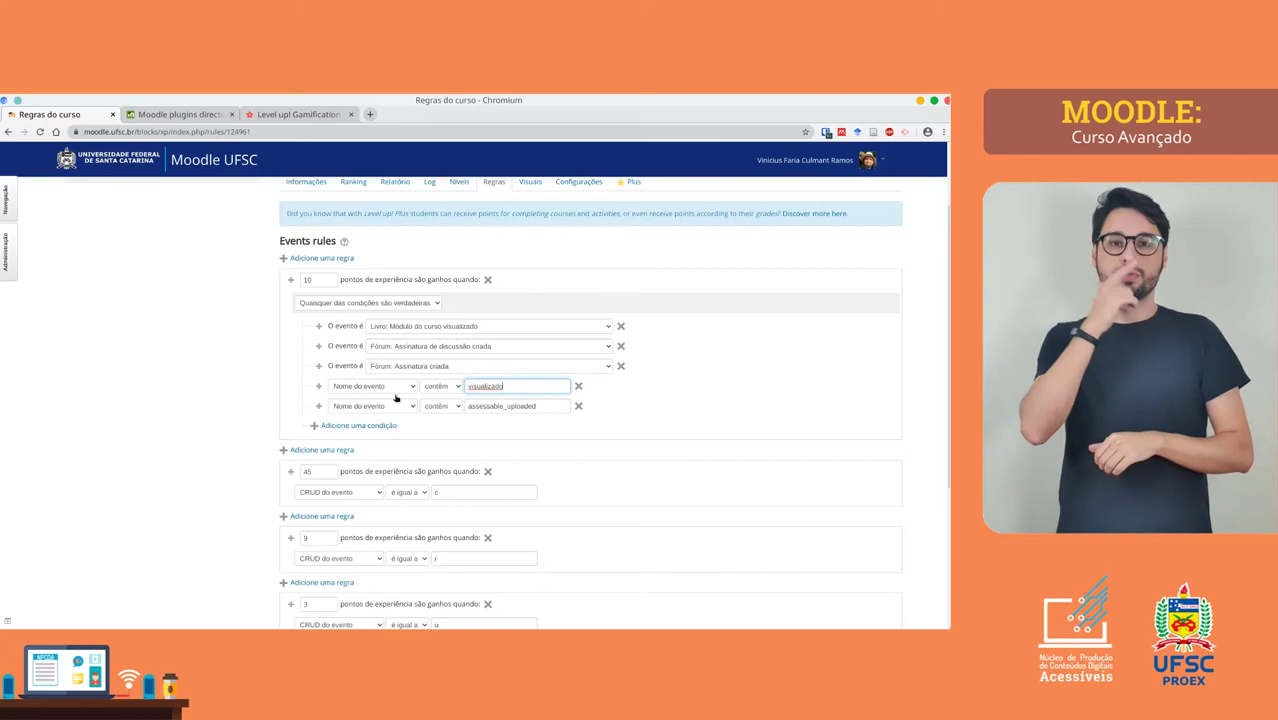 Regras do curso - Chromium
Regras do curso
Moodle plugins direct
Level up! Gamification
moodle.ufsc.br/blocks/xp/index.php/rules/124961
UNIVERSIDADE FEDERAL
DE SANTA CATARINA
Moodle UFSC
Vinicius Faria Culmant Ramos
Navegação
Administração
Informações Ranking Relatório Log Níveis Regras Visuais Configurações Plus
Did you know that with Level up! Plus students can receive points for completing courses and activities, or even receive points according to their grades? Discover more here.
Events rules
Adicione uma regra
10 pontos de experiência são ganhos quando:
Quaisquer das condições são verdadeiras
O evento é Livro: Módulo do curso visualizado
O evento é Fórum: Assinatura de discussão criada
O evento é Fórum: Assinatura criada
Nome do evento contêm visualizado
Nome do evento contêm assessable_uploaded
Adicione uma condição
Adicione uma regra
45 pontos de experiência são ganhos quando:
CRUD do evento é igual a c
Adicione uma regra
9 pontos de experiência são ganhos quando:
CRUD do evento é igual a r
Adicione uma regra
3 pontos de experiência são ganhos quando:
CRUD do evento é igual a u
MOODLE:
Curso Avançado
Núcleo de Produção
de Conteúdos Digitais
Acessíveis
UFSC
PROEX
NPCDA